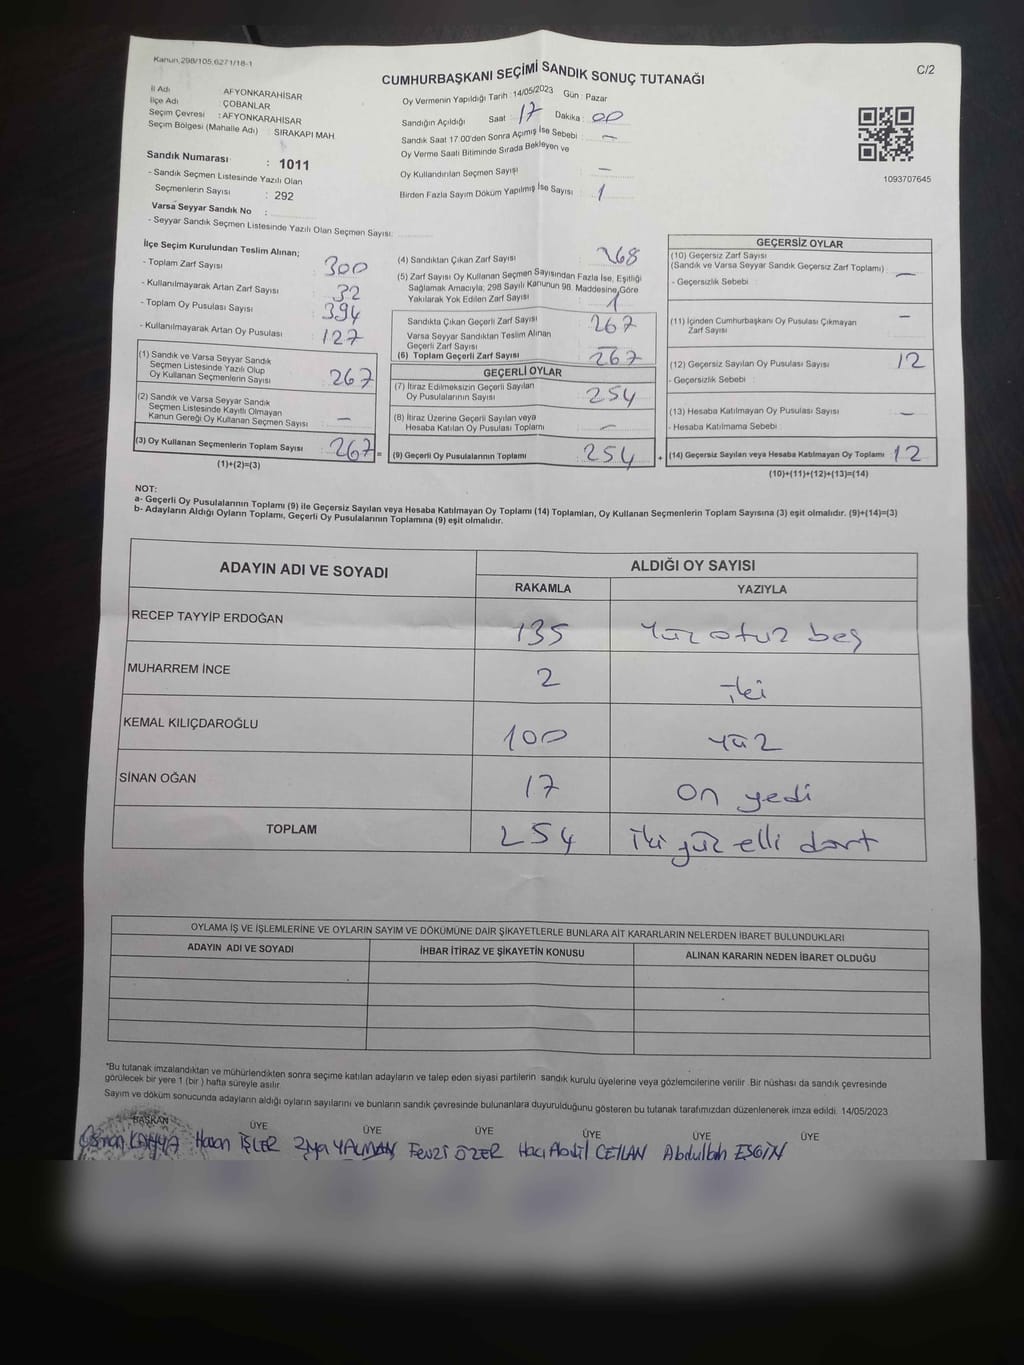 Kanun,298/105,6271/18-1
C/2
CUMHURBAŞKANI SEÇİMİ SANDIK SONUÇ TUTANAĞI
İl Adı AFYONKARAHİSAR
İlçe Adı ÇOBANLAR
Seçim Çevresi : AFYONKARAHİSAR
Seçim Bölgesi (Mahalle Adı) : SIRAKAPI MAH.
Sandık Numarası : 1011
- Sandık Seçmen Listesinde Yazılı Olan
Seçmenlerin Sayısı : 292
Varsa Seyyar Sandık No :
- Seyyar Sandık Seçmen Listesinde Yazılı Olan Seçmen Sayısı:
Oy Vermenin Yapıldığı Tarih : 14/05/2023 Gün : Pazar
Sandığın Açıldığı Saat : 17 Dakika : 00
Sandık Saat 17.00'den Sonra Açımış İse Sebebi : —
Oy Verme Saati Bitiminde Sırada Bekleyen ve
Oy Kullandırılan Seçmen Sayısı : —
Birden Fazla Sayım Döküm Yapılmış İse Sayısı : 1
1093707645
İlçe Seçim Kurulundan Teslim Alınan;
- Toplam Zarf Sayısı : 300
- Kullanılmayarak Artan Zarf Sayısı : 32
- Toplam Oy Pusulası Sayısı : 394
- Kullanılmayarak Artan Oy Pusulası : 127
(1) Sandık ve Varsa Seyyar Sandık
Seçmen Listesinde Yazılı Olup
Oy Kullanan Seçmenlerin Sayısı : 267
(2) Sandık ve Varsa Seyyar Sandık
Seçmen Listesinde Kayıtlı Olmayan
Kanun Gereği Oy Kullanan Seçmen Sayısı : —
(3) Oy Kullanan Seçmenlerin Toplam Sayısı : 267 =
(1)+(2)=(3)
(4) Sandıktan Çıkan Zarf Sayısı : 268
(5) Zarf Sayısı Oy Kullanan Seçmen Sayısından Fazla İse, Eşitliği
Sağlamak Amacıyla, 298 Sayılı Kanunun 98. Maddesine Göre
Yakılarak Yok Edilen Zarf Sayısı : 1
Sandıkta Çıkan Geçerli Zarf Sayısı : 267
Varsa Seyyar Sandıktan Teslim Alınan
Geçerli Zarf Sayısı : —
(6) Toplam Geçerli Zarf Sayısı : 267
GEÇERLİ OYLAR
(7) İtiraz Edilmeksizin Geçerli Sayılan
Oy Pusulalarının Sayısı : 254
(8) İtiraz Üzerine Geçerli Sayılan veya
Hesaba Katılan Oy Pusulası Toplamı : —
(9) Geçerli Oy Pusulalarının Toplamı : 254 +
GEÇERSİZ OYLAR
(10) Geçersiz Zarf Sayısı
(Sandık ve Varsa Seyyar Sandık Geçersiz Zarf Toplamı) : —
- Geçersizlik Sebebi :
(11) İçinden Cumhurbaşkanı Oy Pusulası Çıkmayan
Zarf Sayısı : —
(12) Geçersiz Sayılan Oy Pusulası Sayısı : 12
- Geçersizlik Sebebi :
(13) Hesaba Katılmayan Oy Pusulası Sayısı : —
- Hesaba Katılmama Sebebi :
(14) Geçersiz Sayılan veya Hesaba Katılmayan Oy Toplamı : 12
(10)+(11)+(12)+(13)=(14)
NOT:
a- Geçerli Oy Pusulalarının Toplamı (9) ile Geçersiz Sayılan veya Hesaba Katılmayan Oy Toplamı (14) Toplamları, Oy Kullanan Seçmenlerin Toplam Sayısına (3) eşit olmalıdır. (9)+(14)=(3)
b- Adayların Aldığı Oyların Toplamı, Geçerli Oy Pusulalarının Toplamına (9) eşit olmalıdır.
ADAYIN ADI VE SOYADI ALDIĞI OY SAYISI
RAKAMLA YAZIYLA
RECEP TAYYİP ERDOĞAN 135 Yüz otuz beş
MUHARREM İNCE 2 iki
KEMAL KILIÇDAROĞLU 100 yüz
SİNAN OĞAN 17 on yedi
TOPLAM 254 iki yüz elli dört
OYLAMA İŞ VE İŞLEMLERİNE VE OYLARIN SAYIM VE DÖKÜMÜNE DAİR ŞİKAYETLERLE BUNLARA AİT KARARLARIN NELERDEN İBARET BULUNDUKLARI
ADAYIN ADI VE SOYADI İHBAR İTİRAZ VE ŞİKAYETİN KONUSU ALINAN KARARIN NEDEN İBARET OLDUĞU
*Bu tutanak imzalandıktan ve mühürlendikten sonra seçime katılan adayların ve talep eden siyasi partilerin sandık kurulu üyelerine veya gözlemcilerine verilir .Bir nüshası da sandık çevresinde
görülecek bir yere 1 (bir ) hafta süreyle asılır.
Sayım ve döküm sonucunda adayların aldığı oyların sayılarını ve bunların sandık çevresinde bulunanlara duyurulduğunu gösteren bu tutanak tarafımızdan düzenlenerek imza edildi. 14/05/2023
BAŞKAN ÜYE ÜYE ÜYE ÜYE ÜYE ÜYE
Osman KAHYA Hasan İŞLER Ziya YALMAN Fevzi ÖZER Hacı Abdil CEYLAN Abdullah ESGİN